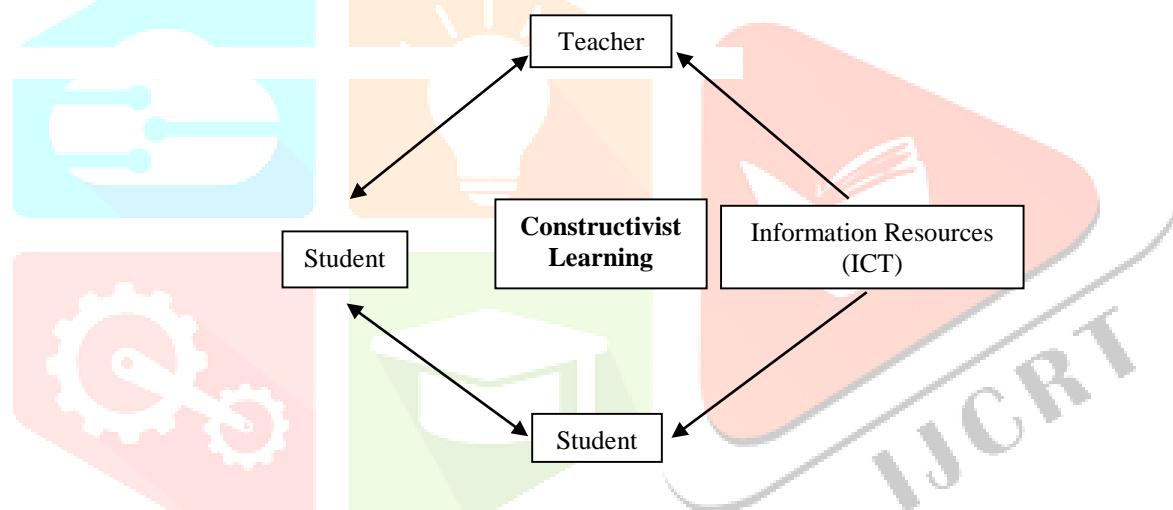 Teacher
Constructivist
Learning
Information Resources
(ICT)
Student
Student
IJCRT